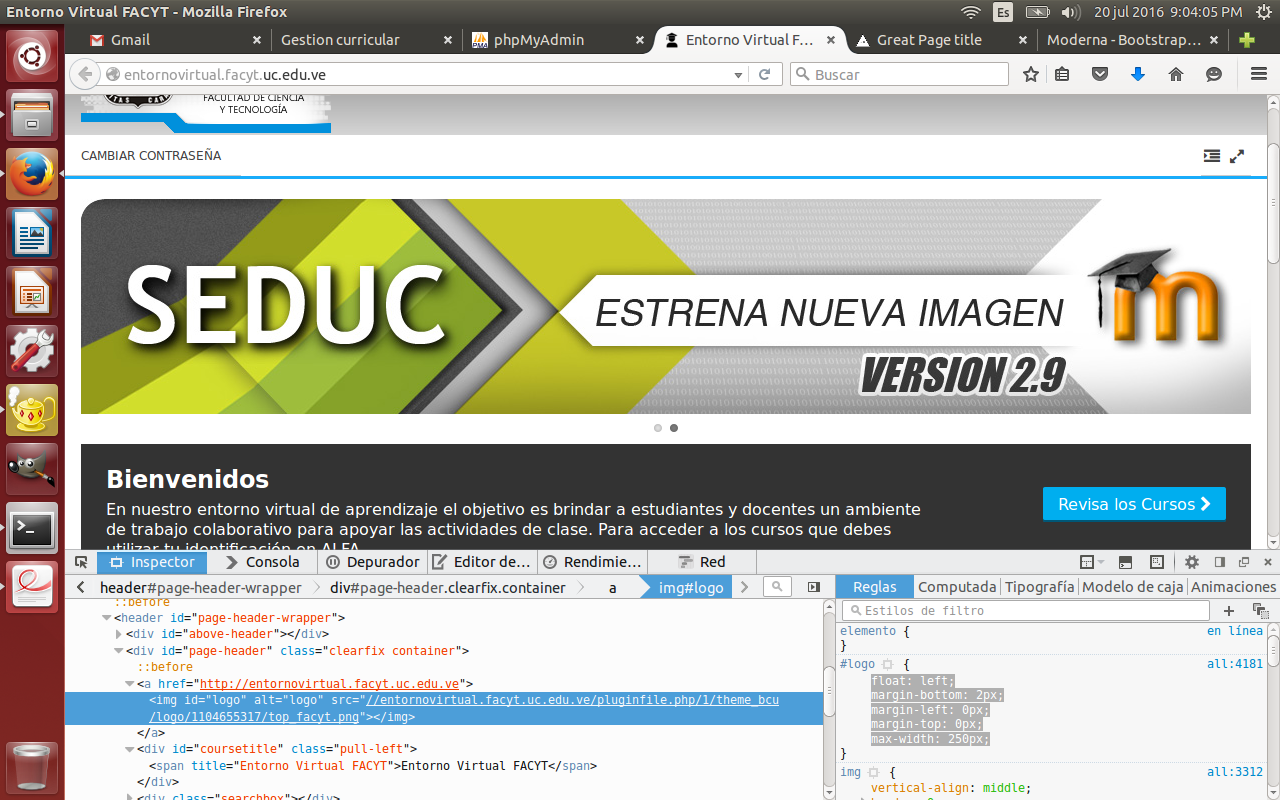 Entorno Virtual FACYT - Mozilla Firefox
Es
20 jul 2016 9:04:05 PM
Gmail
Gestion curricular
phpMyAdmin
Entorno Virtual F...
Great Page title
Moderna - Bootstrap...
entornovirtual.facyt.uc.edu.ve
Buscar
FACULTAD DE CIENCIA
Y TECNOLOGÍA
CAMBIAR CONTRASEÑA
SEDUC
ESTRENA NUEVA IMAGEN
m
VERSION 2.9
Bienvenidos
En nuestro entorno virtual de aprendizaje el objetivo es brindar a estudiantes y docentes un ambiente
de trabajo colaborativo para apoyar las actividades de clase. Para acceder a los cursos que debes
utilizar tu identificación en ALFA
Revisa los Cursos
Inspector
Consola
Depurador
Editor de...
Rendimie...
Red
header#page-header-wrapper
div#page-header.clearfix.container
a
img#logo
Reglas
Computada
Tipografía
Modelo de caja
Animaciones
Estilos de filtro
::before
<header id="page-header-wrapper">
<div id="above-header"></div>
<div id="page-header" class="clearfix container">
::before
<a href="http://entornovirtual.facyt.uc.edu.ve">
<img id="logo" alt="logo" src="//entornovirtual.facyt.uc.edu.ve/pluginfile.php/1/theme_bcu
/logo/1104655317/top_facyt.png"></img>
</a>
<div id="coursetitle" class="pull-left">
<span title="Entorno Virtual FACYT">Entorno Virtual FACYT</span>
</div>
<div class="searchbox"></div>
elemento {
en línea
}
#logo {
all:4181
float: left;
margin-bottom: 2px;
margin-left: 0px;
margin-top: 0px;
max-width: 250px;
}
img {
all:3312
vertical-align: middle;